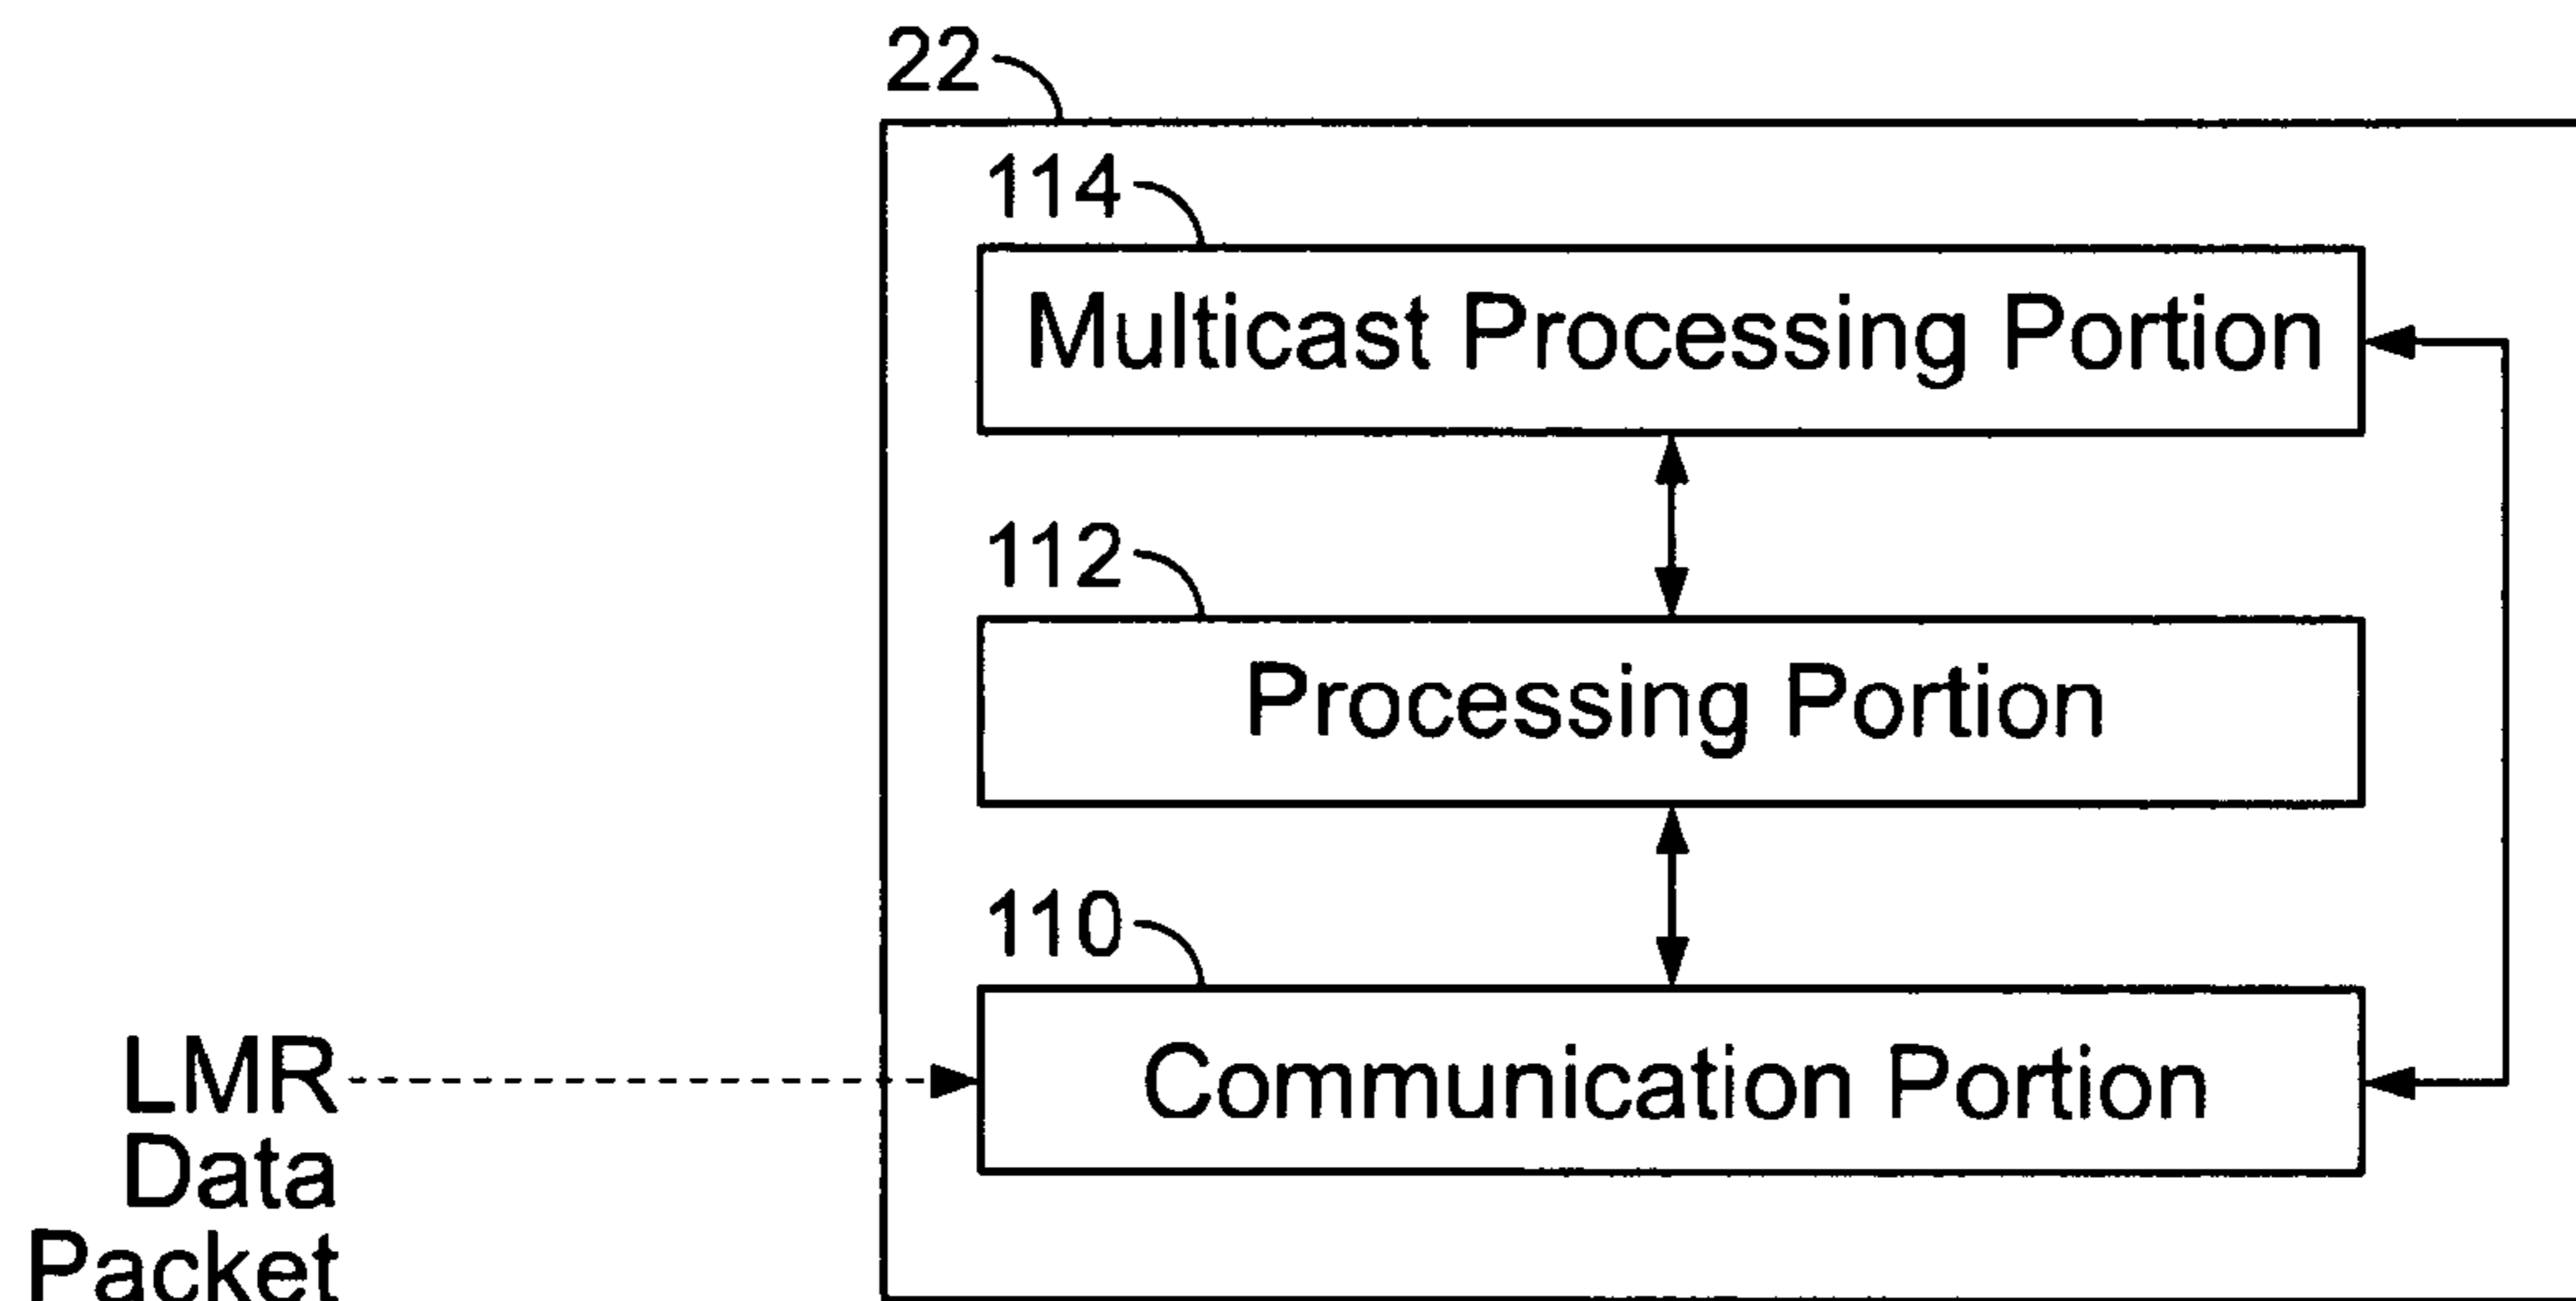 22
114
Multicast Processing Portion
112
Processing Portion
110
Communication Portion
LMR
Data
Packet